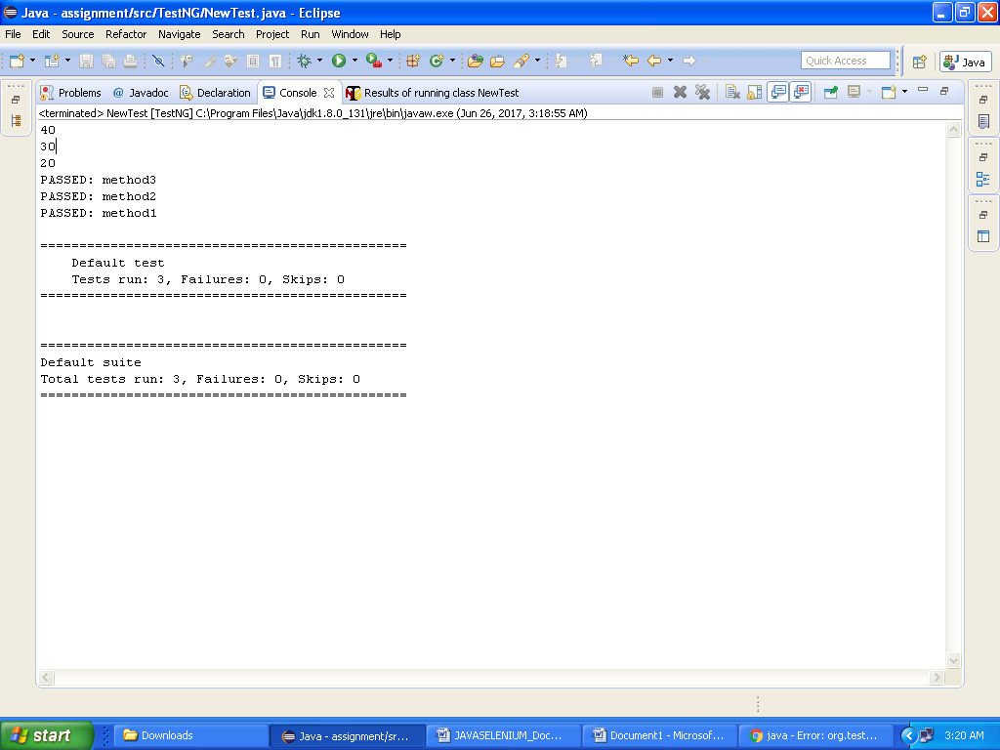 Java - assignment/src/TestNG/NewTest.java - Eclipse
File Edit Source Refactor Navigate Search Project Run Window Help
Quick Access Java
Problems @ Javadoc Declaration Console Results of running class NewTest
<terminated> NewTest [TestNG] C:\Program Files\Java\jdk1.8.0_131\jre\bin\javaw.exe (Jun 26, 2017, 3:18:55 AM)
40
30
20
PASSED: method3
PASSED: method2
PASSED: method1
===============================================
Default test
Tests run: 3, Failures: 0, Skips: 0
===============================================
===============================================
Default suite
Total tests run: 3, Failures: 0, Skips: 0
===============================================
start Downloads Java - assignment/sr... JAVASELENIUM_Doc... Document1 - Microsof... java - Error: org.test... 3:20 AM